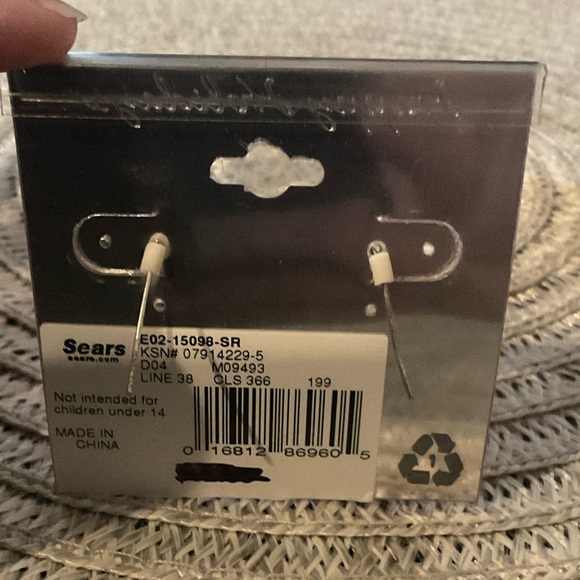 Sears
sears.com
E02-15098-SR
KSN# 07914229-5
D04 M09493
LINE 38 CLS 366 199
Not intended for
children under 14
MADE IN
CHINA
0 16812 86960 5
1